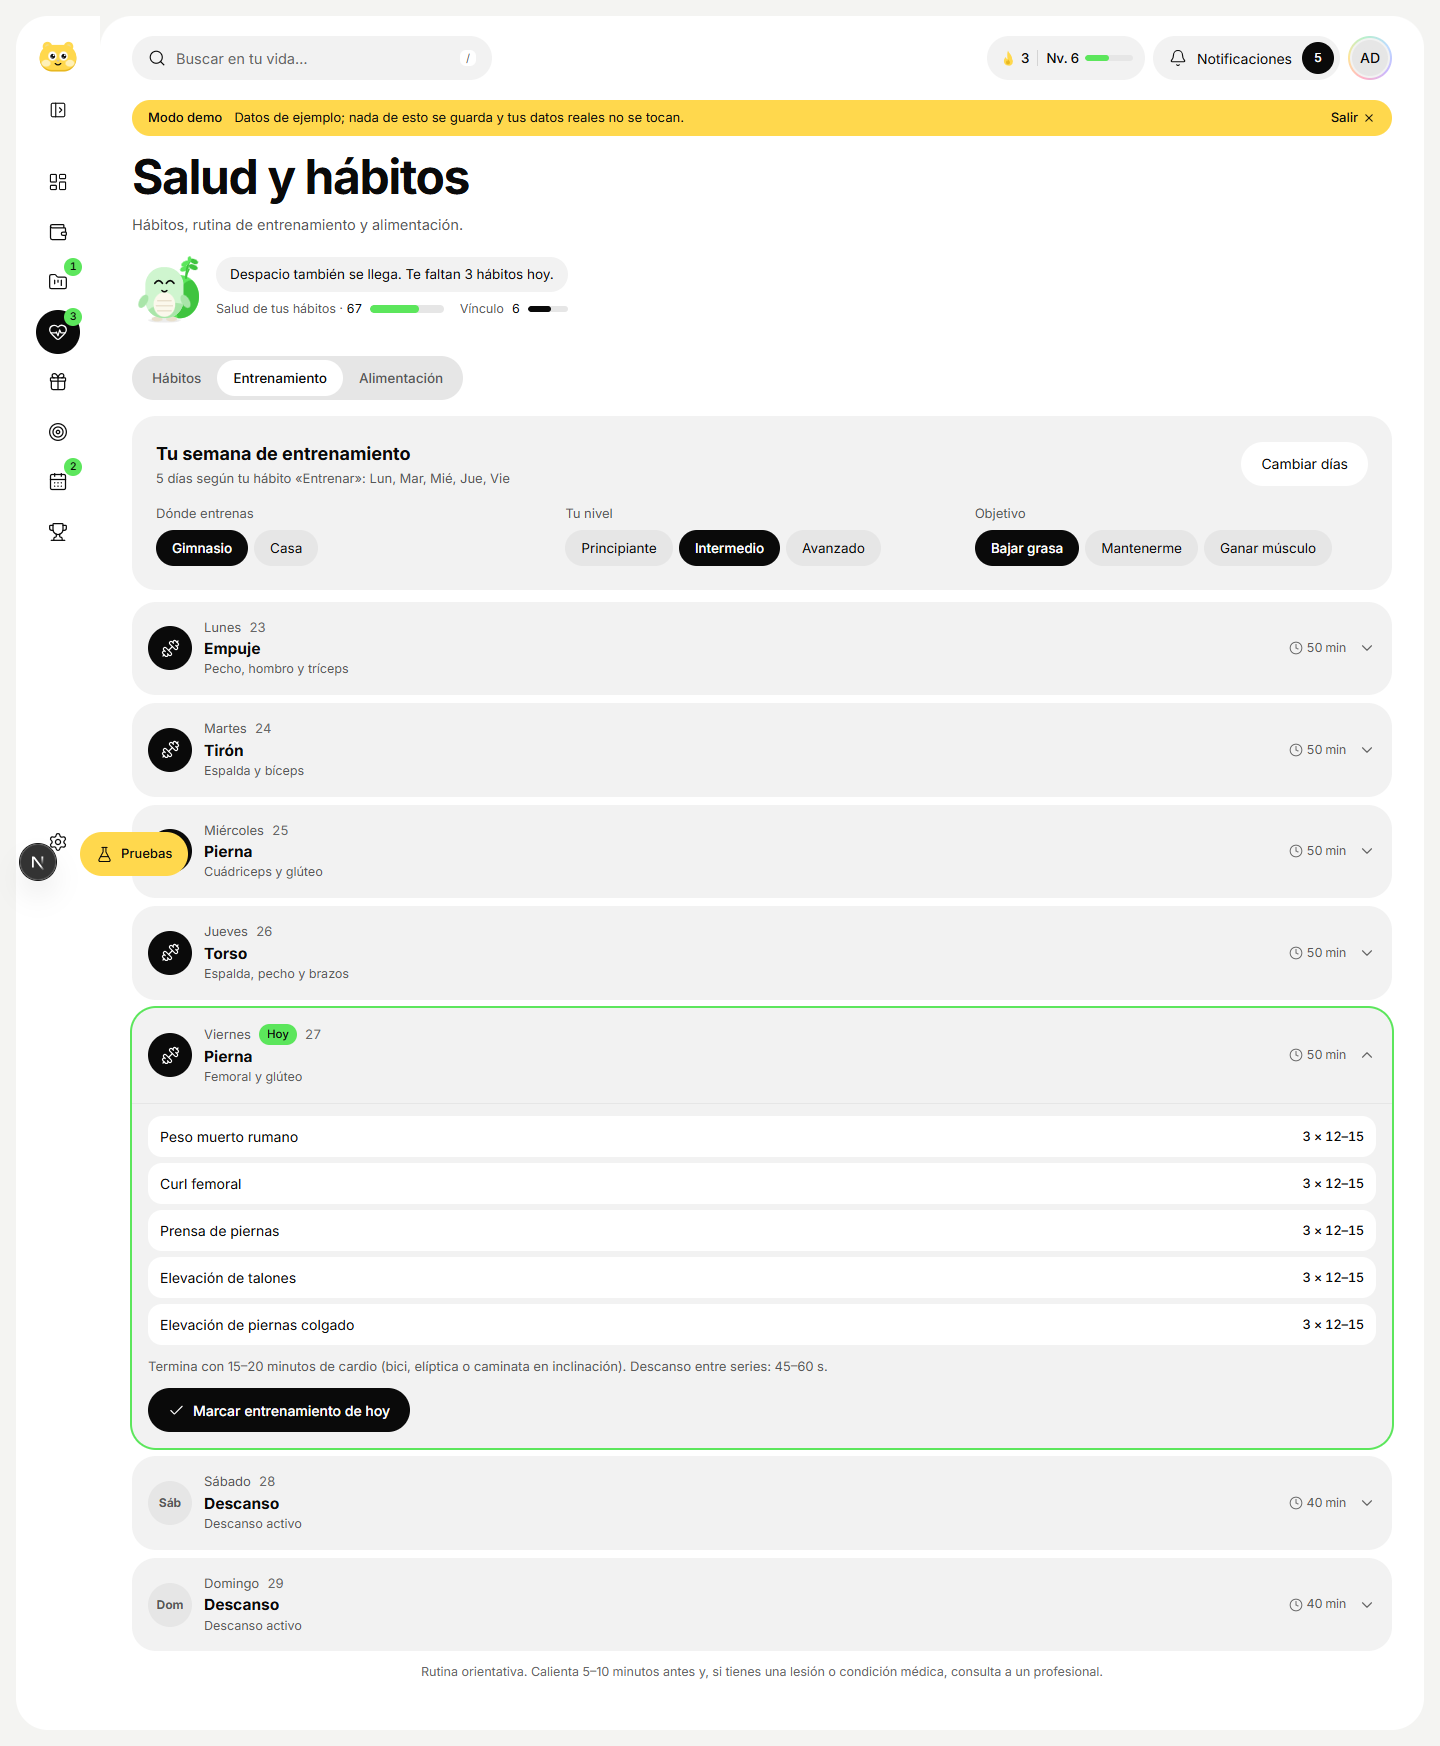 Buscar en tu vida...
/
3
Nv. 6
Notificaciones
5
AD
Modo demo Datos de ejemplo; nada de esto se guarda y tus datos reales no se tocan.
Salir
Salud y hábitos
Hábitos, rutina de entrenamiento y alimentación.
1
3
2
Despacio también se llega. Te faltan 3 hábitos hoy.
Salud de tus hábitos · 67
Vínculo 6
Hábitos
Entrenamiento
Alimentación
Tu semana de entrenamiento
5 días según tu hábito «Entrenar»: Lun, Mar, Mié, Jue, Vie
Cambiar días
Dónde entrenas
Gimnasio
Casa
Tu nivel
Principiante
Intermedio
Avanzado
Objetivo
Bajar grasa
Mantenerme
Ganar músculo
Lunes 23
Empuje
Pecho, hombro y tríceps
50 min
Martes 24
Tirón
Espalda y bíceps
50 min
Miércoles 25
Pierna
Cuádriceps y glúteo
50 min
N
Pruebas
Jueves 26
Torso
Espalda, pecho y brazos
50 min
Viernes Hoy 27
Pierna
Femoral y glúteo
50 min
Peso muerto rumano 3 × 12–15
Curl femoral 3 × 12–15
Prensa de piernas 3 × 12–15
Elevación de talones 3 × 12–15
Elevación de piernas colgado 3 × 12–15
Termina con 15–20 minutos de cardio (bici, elíptica o caminata en inclinación). Descanso entre series: 45–60 s.
Marcar entrenamiento de hoy
Sáb
Sábado 28
Descanso
Descanso activo
40 min
Dom
Domingo 29
Descanso
Descanso activo
40 min
Rutina orientativa. Calienta 5–10 minutos antes y, si tienes una lesión o condición médica, consulta a un profesional.